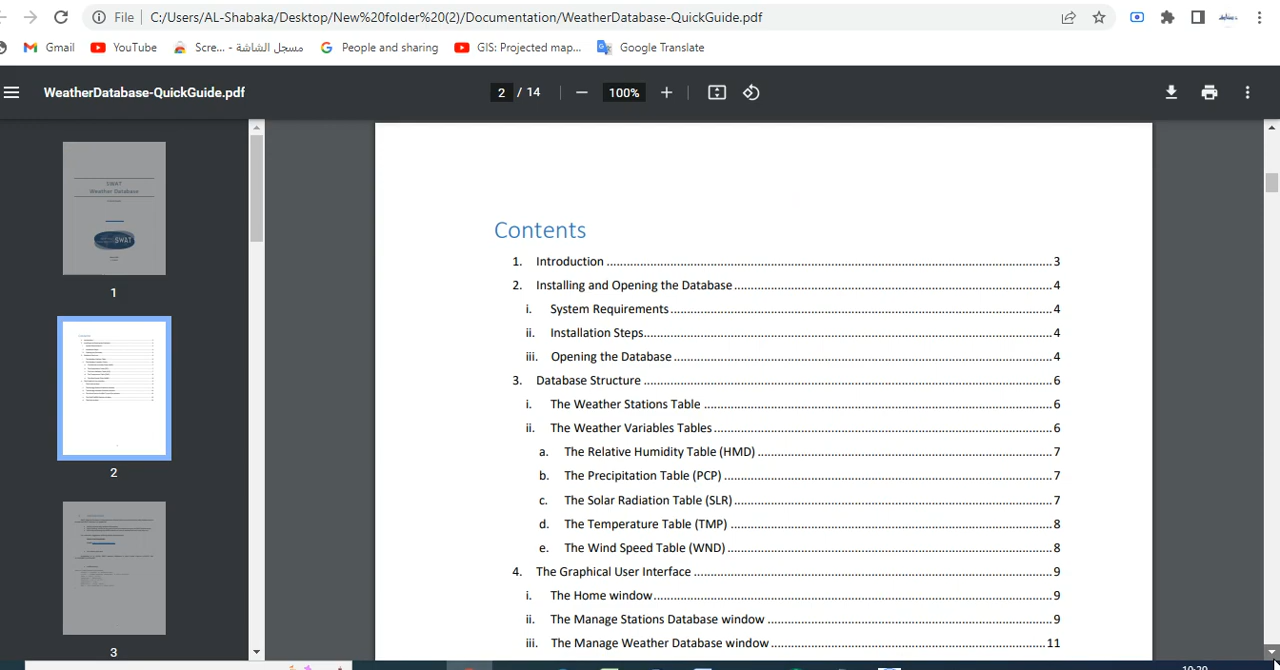 File C:/Users/AL-Shabaka/Desktop/New%20folder%20(2)/Documentation/WeatherDatabase-QuickGuide.pdf
Gmail YouTube Scre... - مسجل الشاشة People and sharing GIS: Projected map... Google Translate
WeatherDatabase-QuickGuide.pdf 2 / 14 100%
SWAT
Weather Database
SWAT
1
2
3
Contents
1. Introduction 3
2. Installing and Opening the Database 4
i. System Requirements 4
ii. Installation Steps 4
iii. Opening the Database 4
3. Database Structure 6
i. The Weather Stations Table 6
ii. The Weather Variables Tables 6
a. The Relative Humidity Table (HMD) 7
b. The Precipitation Table (PCP) 7
c. The Solar Radiation Table (SLR) 7
d. The Temperature Table (TMP) 8
e. The Wind Speed Table (WND) 8
4. The Graphical User Interface 9
i. The Home window 9
ii. The Manage Stations Database window 9
iii. The Manage Weather Database window 11